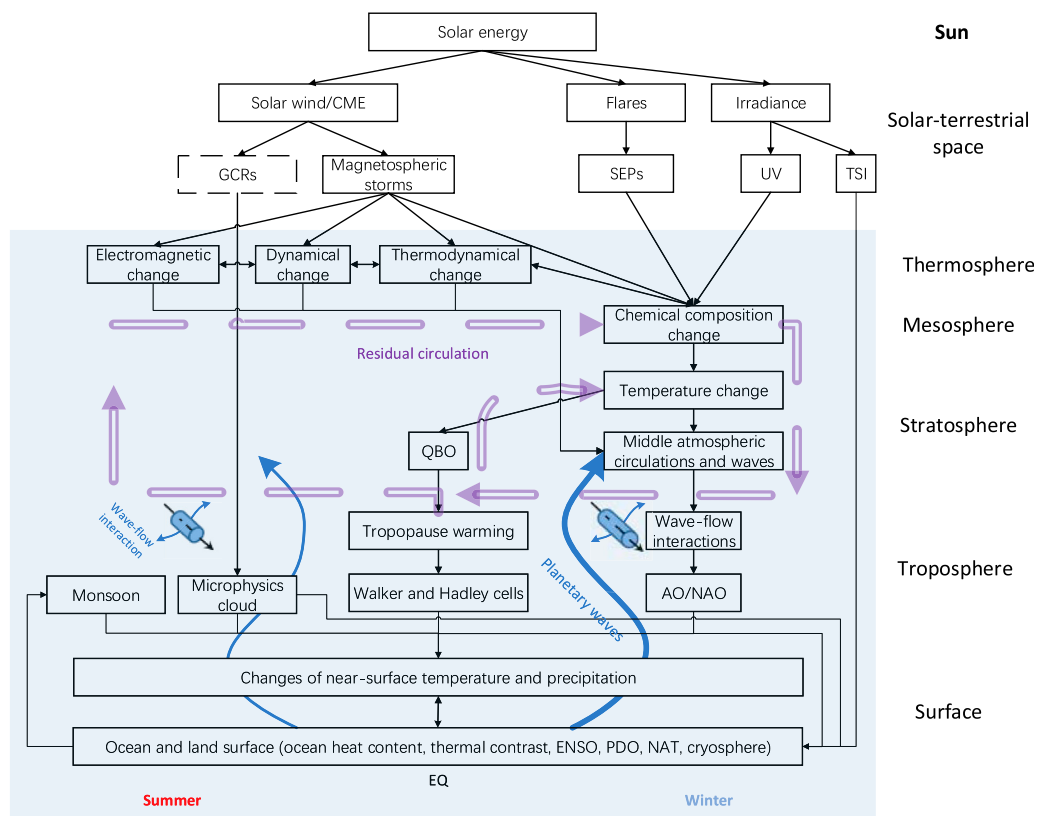 Solar energy
Sun
Solar wind/CME
Flares
Irradiance
Solar-terrestrial
space
GCRs
Magnetospheric
storms
SEPs
UV
TSI
Electromagnetic
change
Dynamical
change
Thermodynamical
change
Thermosphere
Chemical composition
change
Mesosphere
Residual circulation
Temperature change
Stratosphere
QBO
Middle atmospheric
circulations and waves
Wave-flow
interaction
Tropopause warming
Wave-flow
interactions
Planetary waves
Troposphere
Monsoon
Microphysics
cloud
Walker and Hadley cells
AO/NAO
Changes of near-surface temperature and precipitation
Surface
Ocean and land surface (ocean heat content, thermal contrast, ENSO, PDO, NAT, cryosphere)
EQ
Summer
Winter